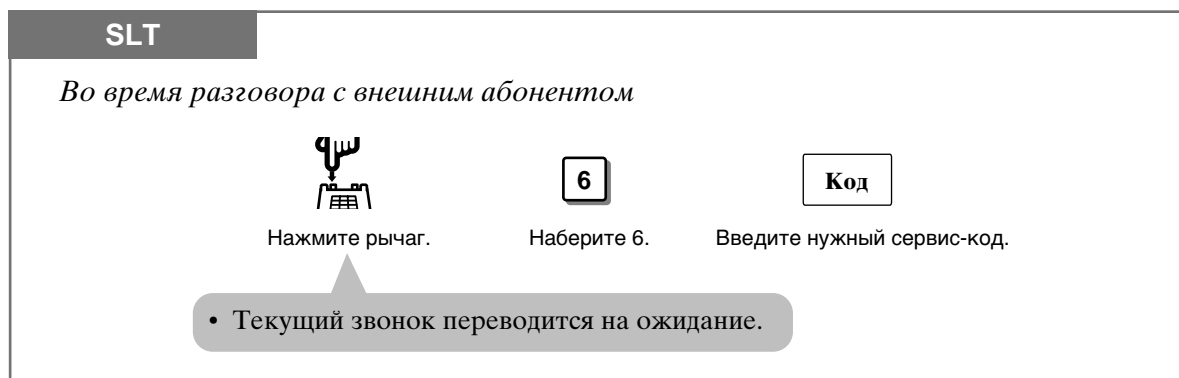 SLT
Во время разговора с внешним абонентом
6
Код
Нажмите рычаг.
Наберите 6.
Введите нужный сервис-код.
• Текущий звонок переводится на ожидание.